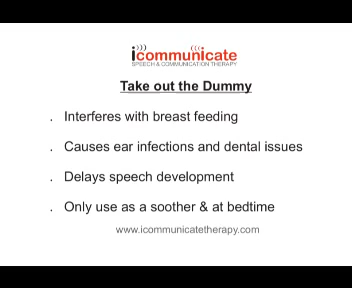 icommunicate
SPEECH & COMMUNICATION THERAPY
Take out the Dummy
. Interferes with breast feeding
. Causes ear infections and dental issues
. Delays speech development
. Only use as a soother & at bedtime
www.icommunicatetherapy.com